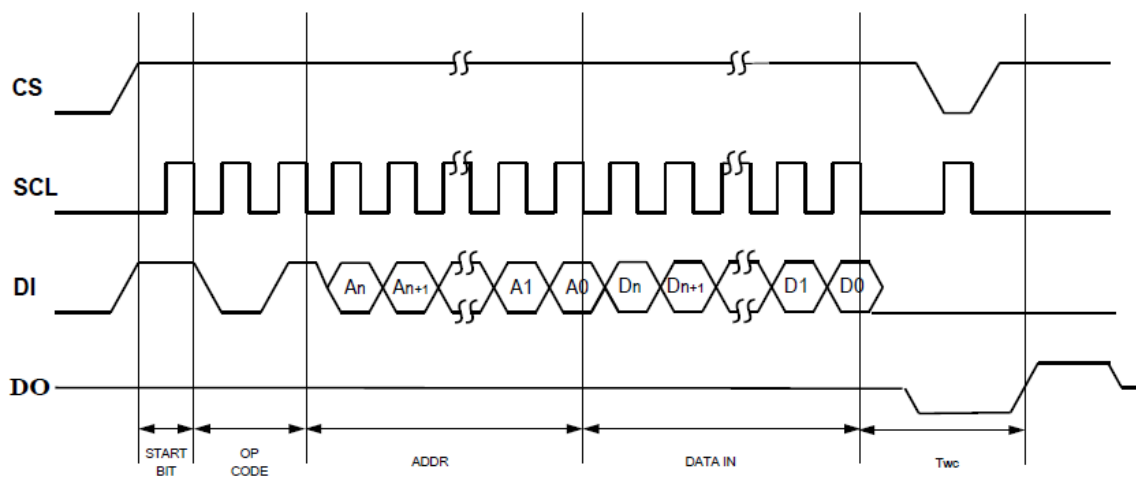 CS
SCL
DI
An
An+1
A1
A0
Dn
Dn+1
D1
D0
DO
START
BIT
OP
CODE
ADDR
DATA IN
Twc